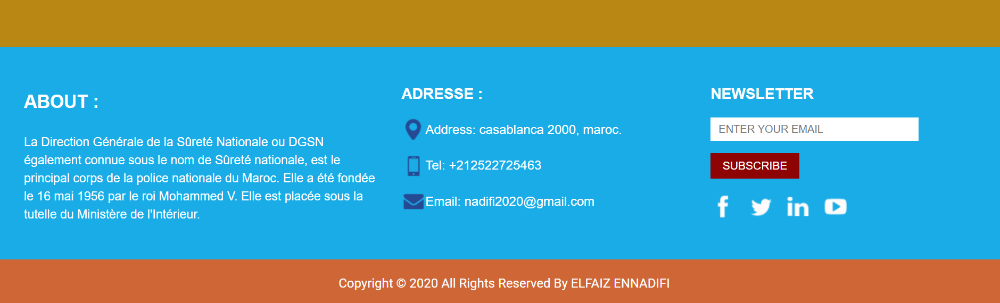 ABOUT :
La Direction Générale de la Sûreté Nationale ou DGSN
également connue sous le nom de Sûreté nationale, est le
principal corps de la police nationale du Maroc. Elle a été fondée
le 16 mai 1956 par le roi Mohammed V. Elle est placée sous la
tutelle du Ministère de l'Intérieur.
ADRESSE :
Address: casablanca 2000, maroc.
Tel: +212522725463
Email: nadifi2020@gmail.com
NEWSLETTER
ENTER YOUR EMAIL
SUBSCRIBE
Copyright © 2020 All Rights Reserved By ELFAIZ ENNADIFI